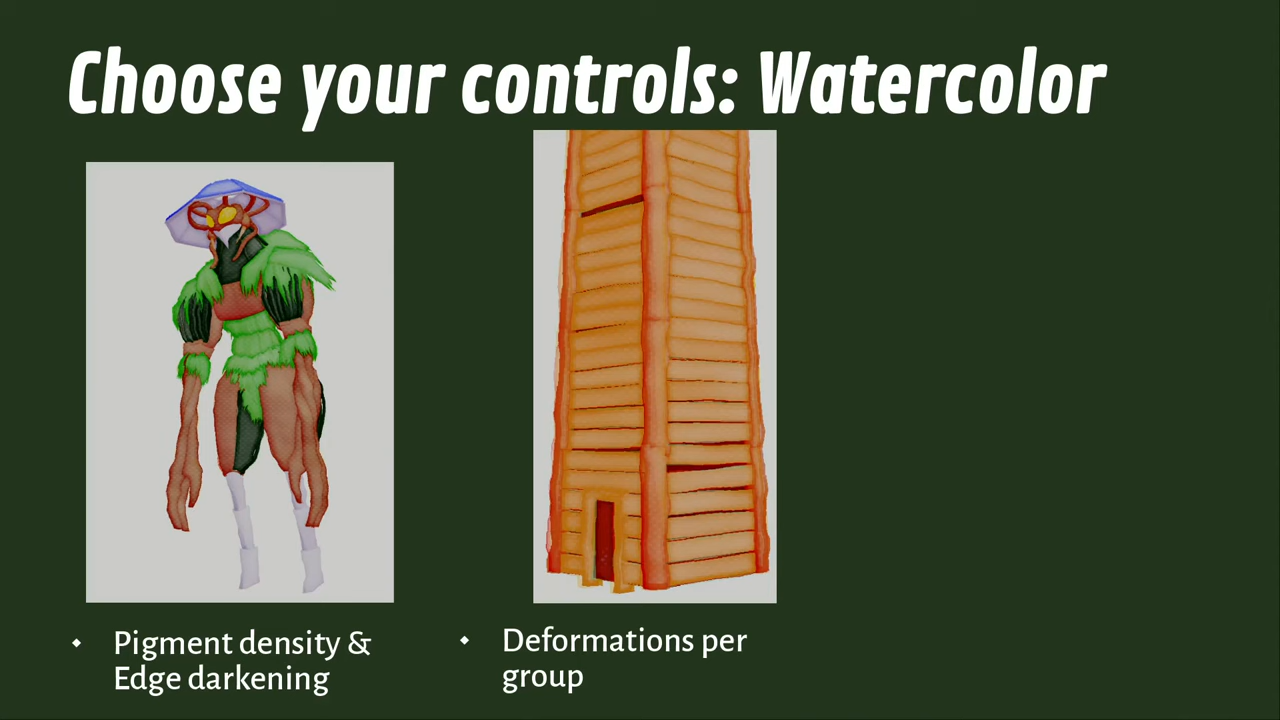 Choose your controls: Watercolor
Pigment density &
Edge darkening
Deformations per
group